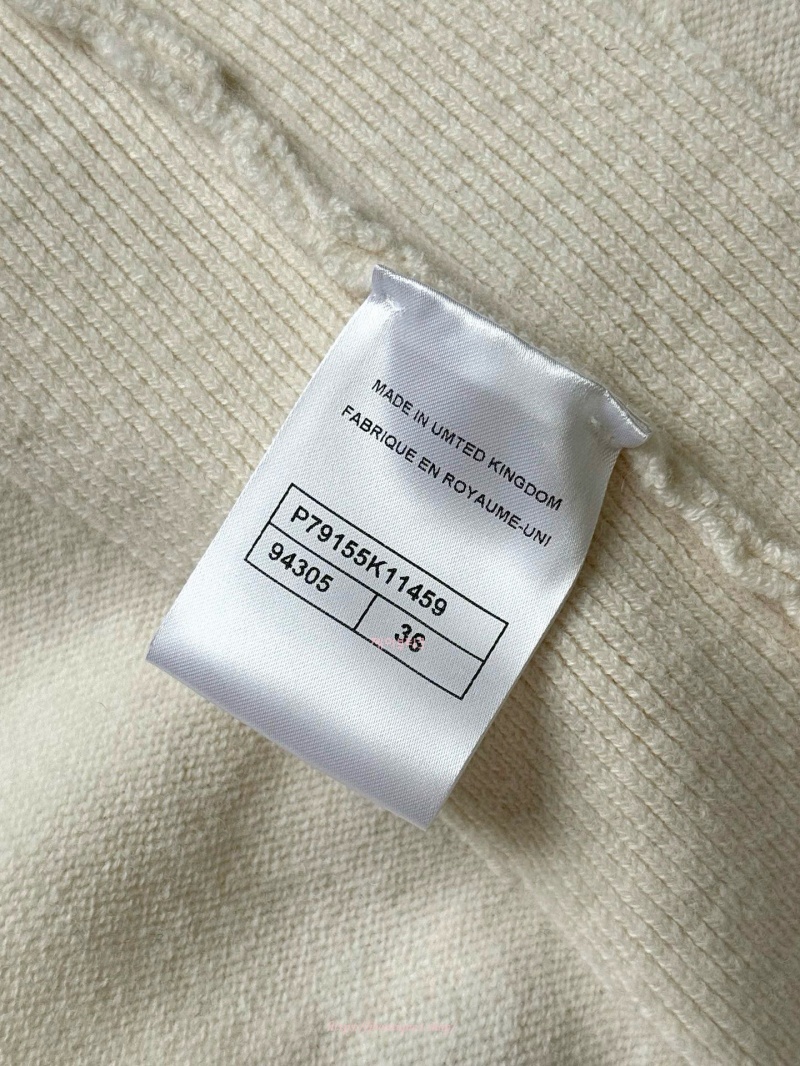 MADE IN UMTED KINGDOM
FABRIQUE EN ROYAUME-UNI
P79155K11459
94305
36